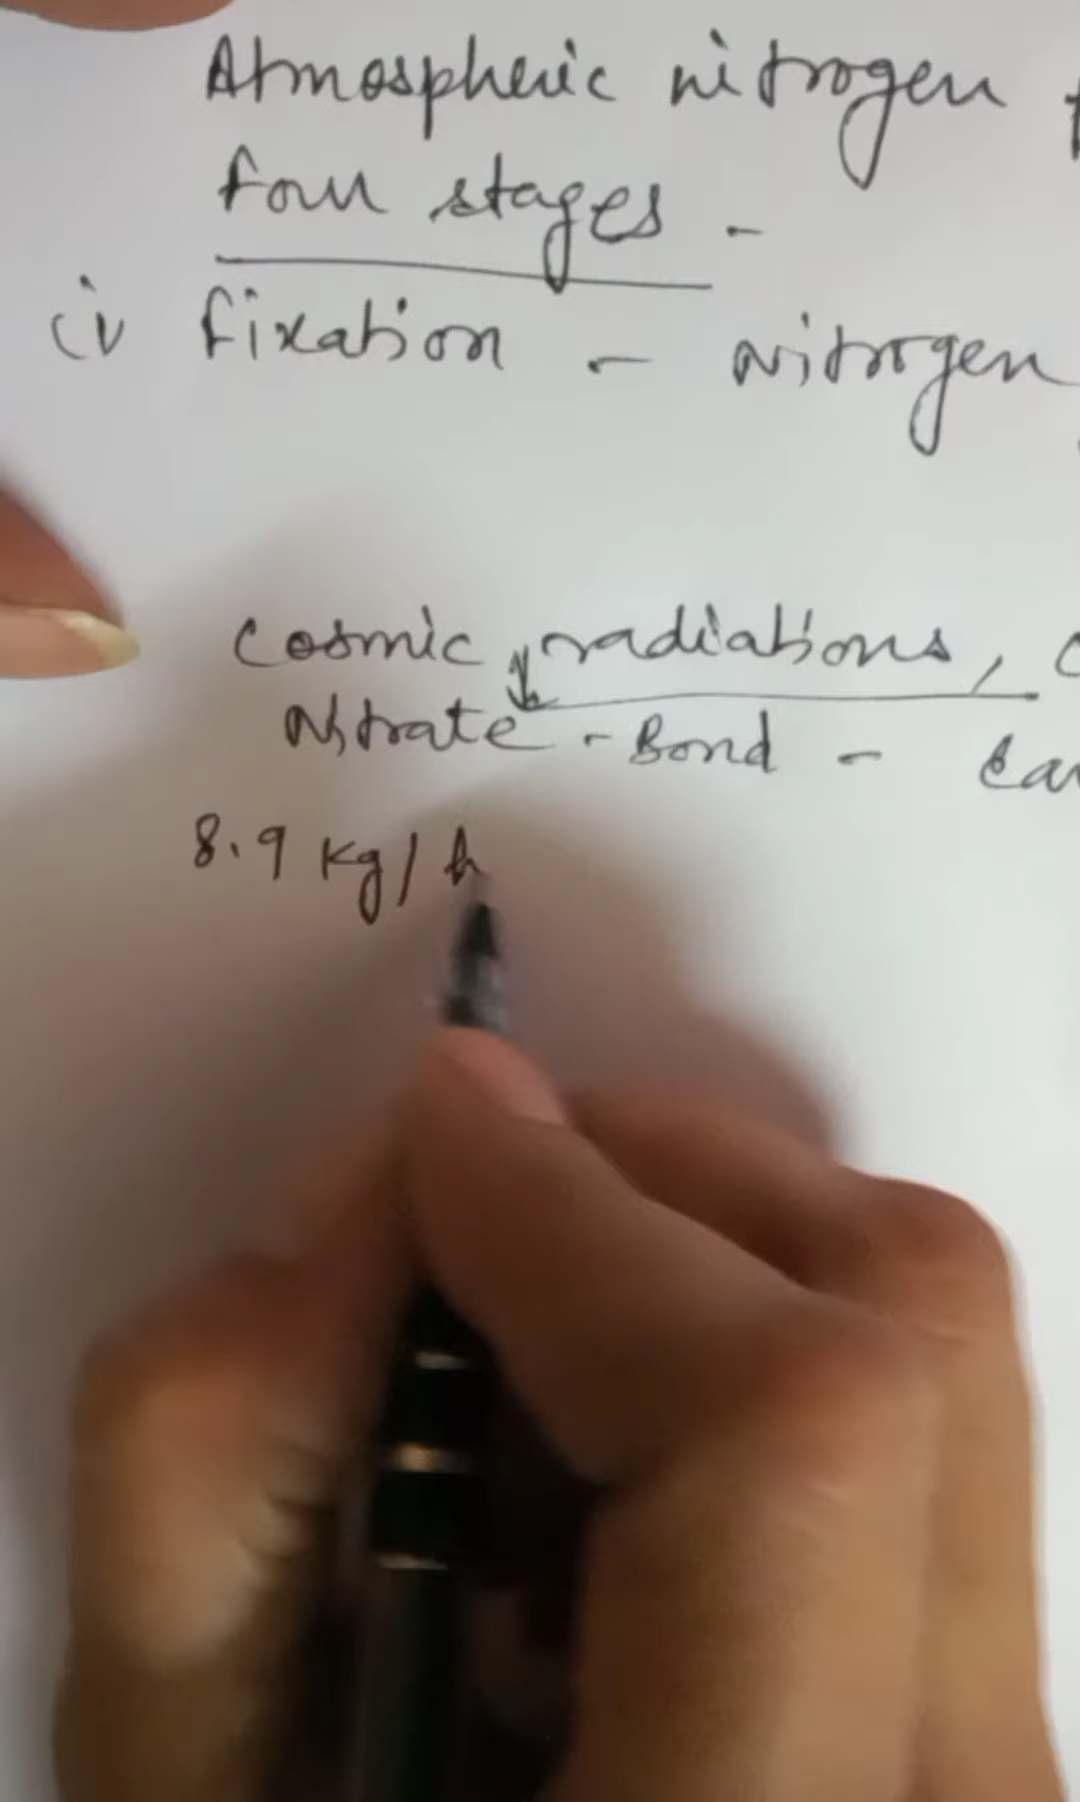 Atmospheric nitrogen
four stages -
(i) fixation - nitrogen
cosmic radiations,
Nitrate - Bond -
8.9 Kg/h